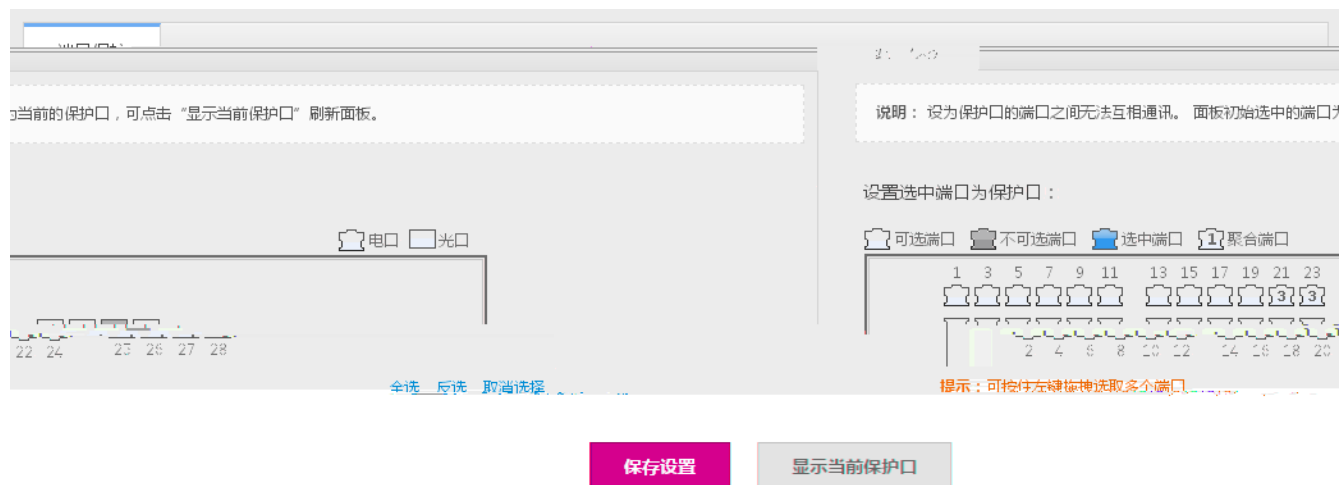 为当前的保护口，可点击 “显示当前保护口” 刷新面板。
说明： 设为保护口的端口之间无法互相通讯。 面板初始选中的端口为
设置选中端口为保护口：
电口 光口
可选端口 不可选端口 选中端口 1 聚合端口
1 3 5 7 9 11 13 15 17 19 21 23
3 3
22 24 25 26 27 28
2 4 6 8 10 12 14 16 18 20
全选 反选 取消选择
提示：可按住左键拖拽选取多个端口
保存设置 显示当前保护口